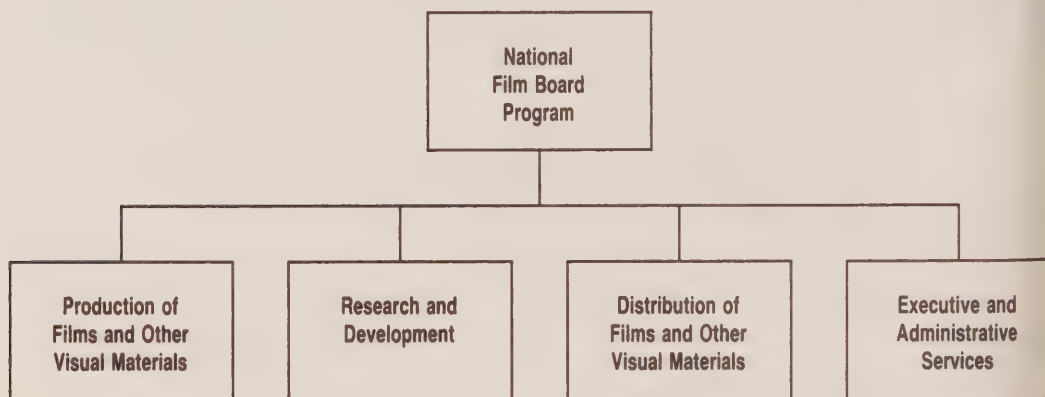 National
Film Board
Program
Production of
Films and Other
Visual Materials
Research and
Development
Distribution of
Films and Other
Visual Materials
Executive and
Administrative
Services